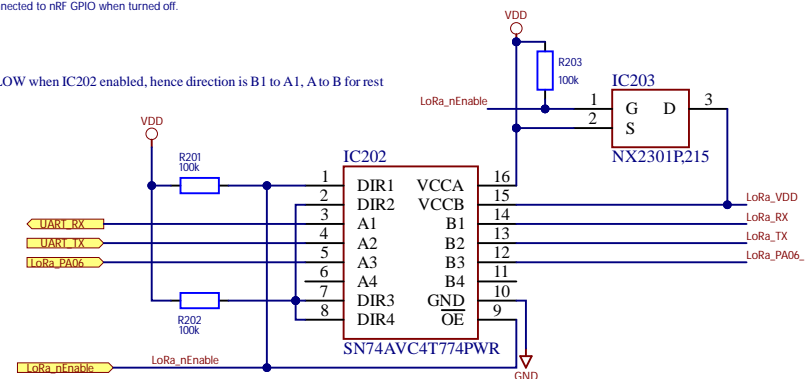 nected to nRF GPIO when turned off.
VDD
R203
100k
.OW when IC202 enabled, hence direction is B1 to A1, A to B for rest
IC203
LoRa_nEnable
1 G D 3
2 S
NX2301P,215
VDD
R201
100k
IC202
1 DIR1 VCCA 16
2 DIR2 VCCB 15 LoRa_VDD
UART_RX 3 A1 B1 14 LoRa_RX
UART_TX 4 A2 B2 13 LoRa_TX
LoRa_PA06 5 A3 B3 12 LoRa_PA06_
6 A4 B4 11
7 DIR3 GND 10
8 DIR4 OE 9
R202
100k
SN74AVC4T774PWR
LoRa_nEnable LoRa_nEnable
GND